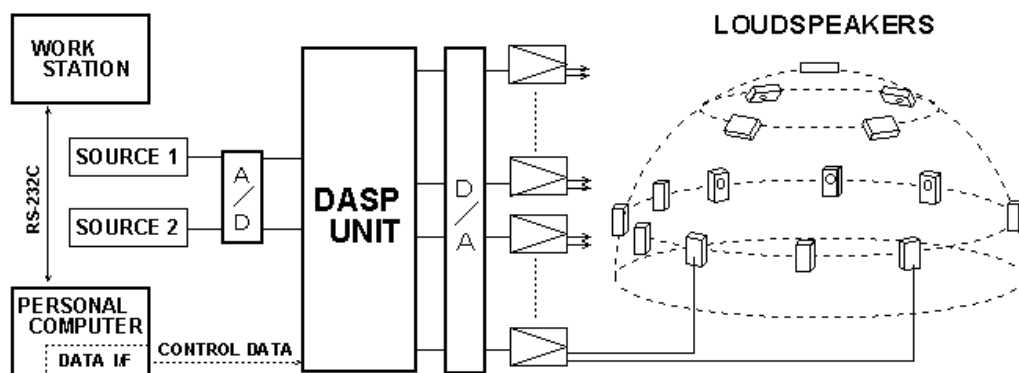 LOUDSPEAKERS
WORK
STATION
RS-232C
SOURCE 1
SOURCE 2
A/D
DASP
UNIT
D/A
PERSONAL
COMPUTER
DATA I/F
CONTROL DATA